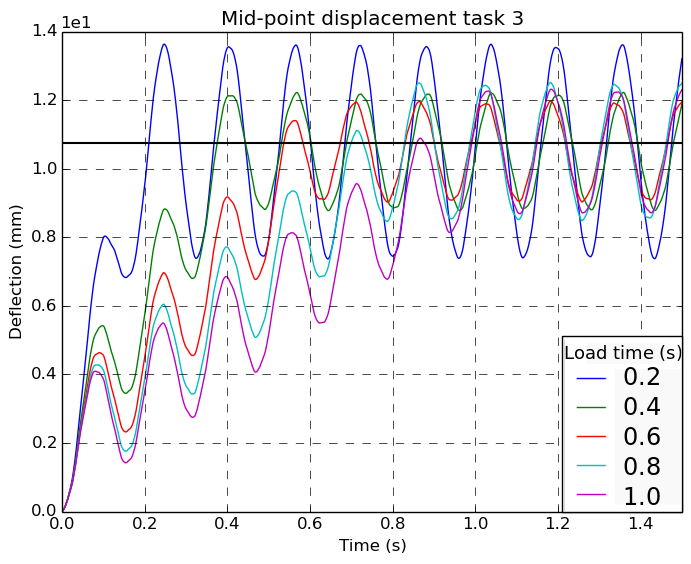 Mid-point displacement task 3
1e1
1.4
1.2
1.0
0.8
0.6
0.4
0.2
0.0
Deflection (mm)
0.0 0.2 0.4 0.6 0.8 1.0 1.2 1.4
Time (s)
Load time (s)
0.2
0.4
0.6
0.8
1.0